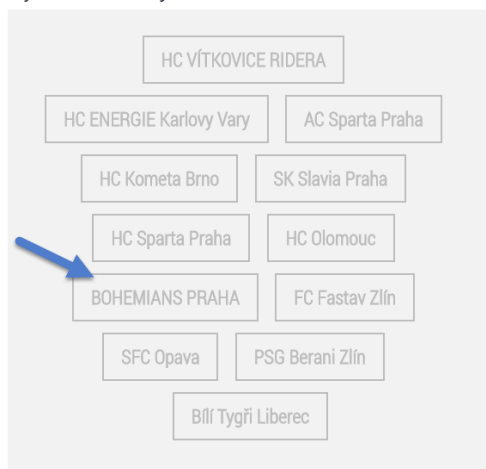 HC VÍTKOVICE RIDERA
HC ENERGIE Karlovy Vary AC Sparta Praha
HC Kometa Brno SK Slavia Praha
HC Sparta Praha HC Olomouc
BOHEMIANS PRAHA FC Fastav Zlín
SFC Opava PSG Berani Zlín
Bílí Tygři Liberec